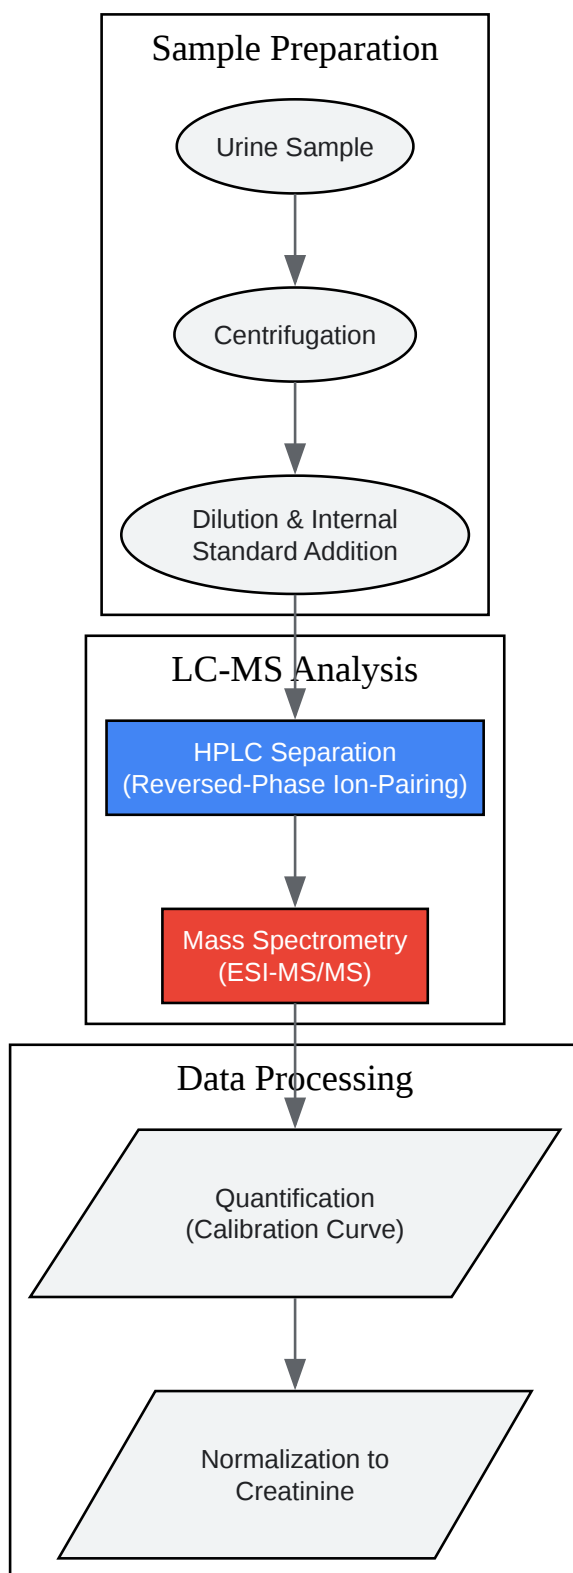 Sample Preparation
Urine Sample
Centrifugation
Dilution & Internal
Standard Addition
LC-MS Analysis
HPLC Separation
(Reversed-Phase Ion-Pairing)
Mass Spectrometry
(ESI-MS/MS)
Data Processing
Quantification
(Calibration Curve)
Normalization to
Creatinine